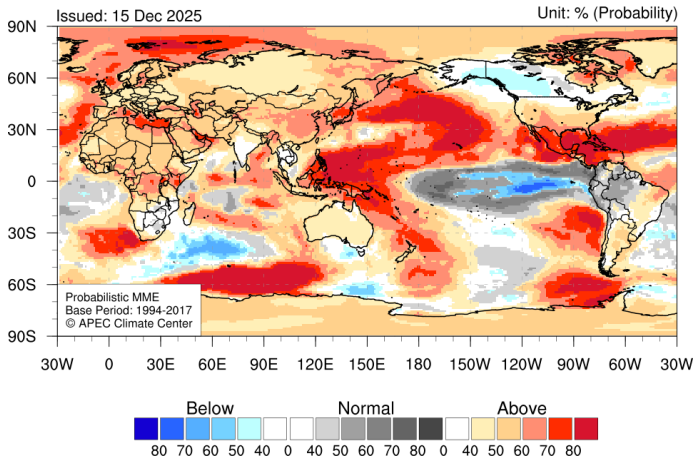 Issued: 15 Dec 2025
Unit: % (Probability)
90N
60N
30N
0
30S
60S
90S
Probabilistic MME
Base Period: 1994-2017
© APEC Climate Center
30W 0 30E 60E 90E 120E 150E 180 150W 120W 90W 60W 30W
Below Normal Above
80 70 60 50 40 0 40 50 60 70 80 0 40 50 60 70 80